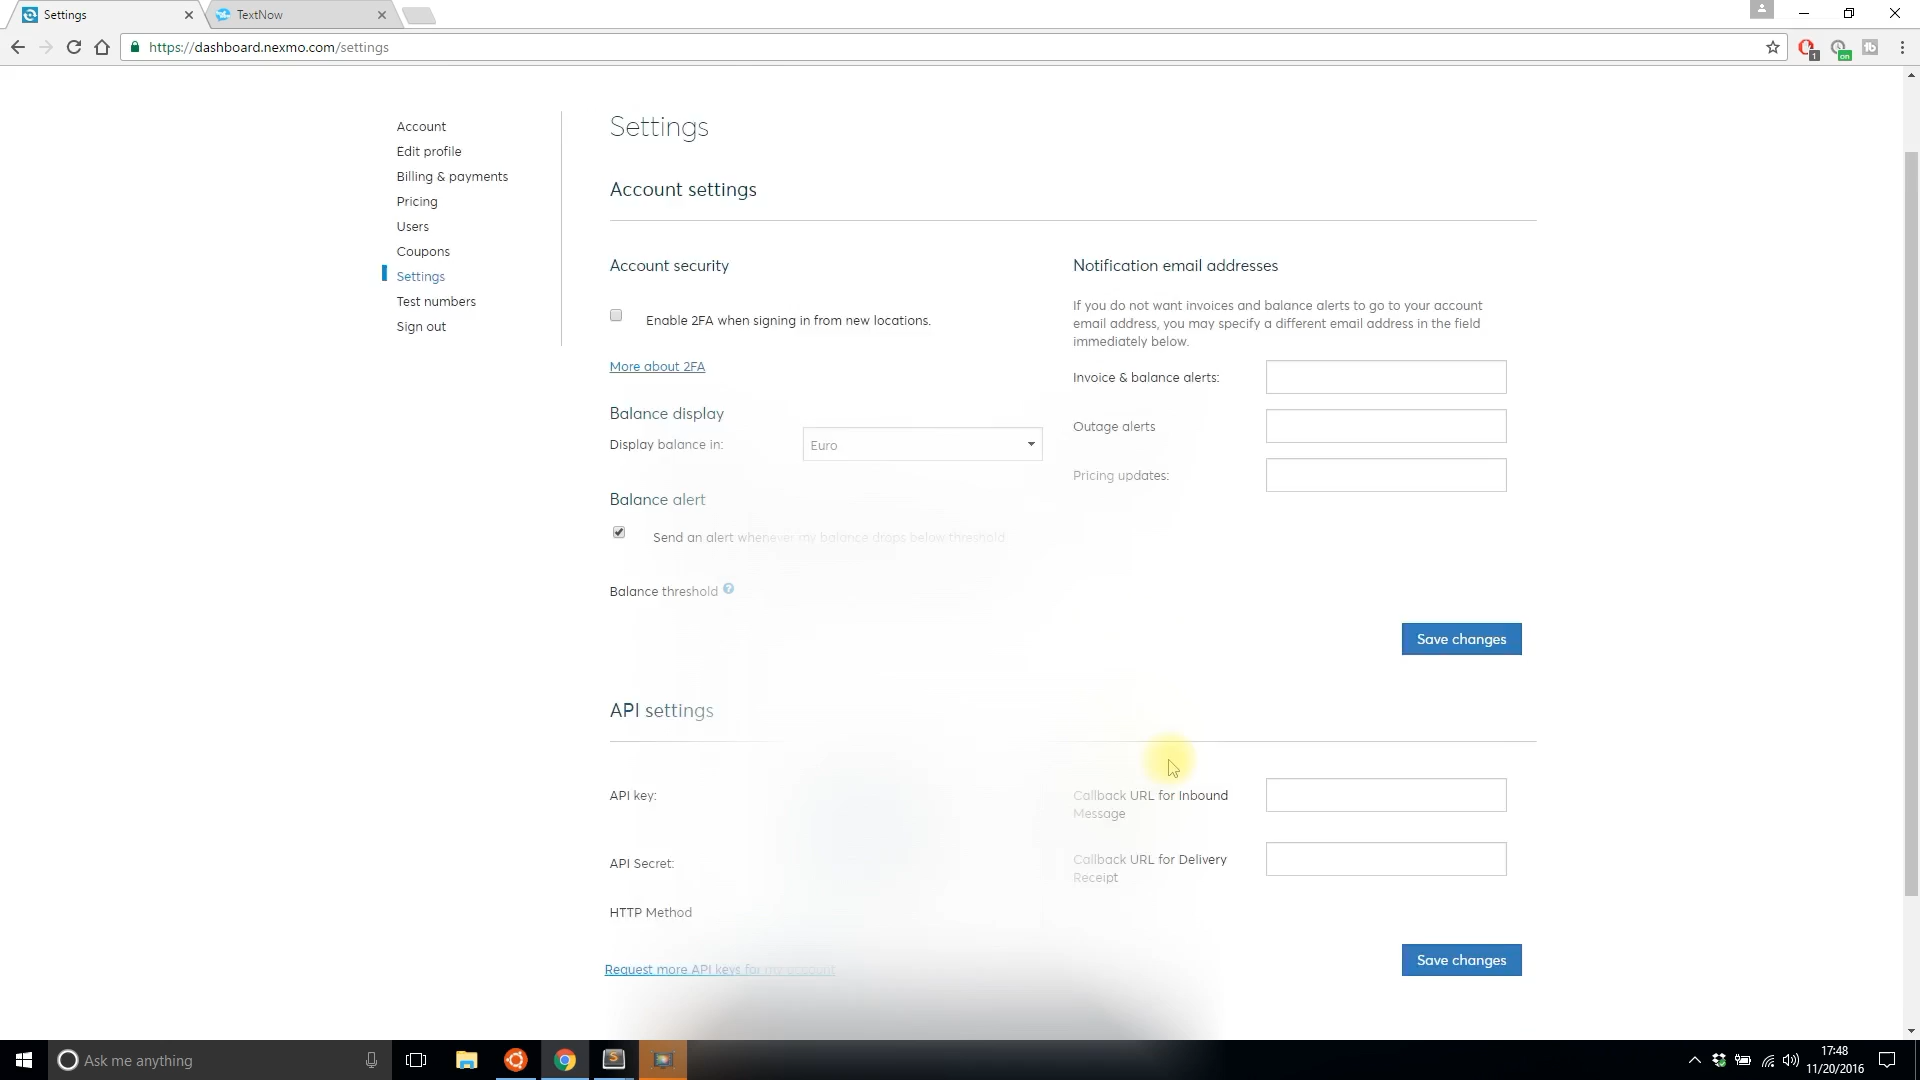 Settings
TextNow
https://dashboard.nexmo.com/settings
1
on
tb
Account
Edit profile
Billing & payments
Pricing
Users
Coupons
Settings
Test numbers
Sign out
Settings
Account settings
Account security
Enable 2FA when signing in from new locations.
More about 2FA
Balance display
Display balance in:
Euro
Balance alert
Send an alert whenever my balance drops below threshold
Balance threshold ?
Notification email addresses
If you do not want invoices and balance alerts to go to your account
email address, you may specify a different email address in the field
immediately below.
Invoice & balance alerts:
Outage alerts
Pricing updates:
Save changes
API settings
API key:
API Secret:
HTTP Method
Request more API keys for my account
Callback URL for Inbound
Message
Callback URL for Delivery
Receipt
Save changes
Ask me anything
S
17:48
11/20/2016